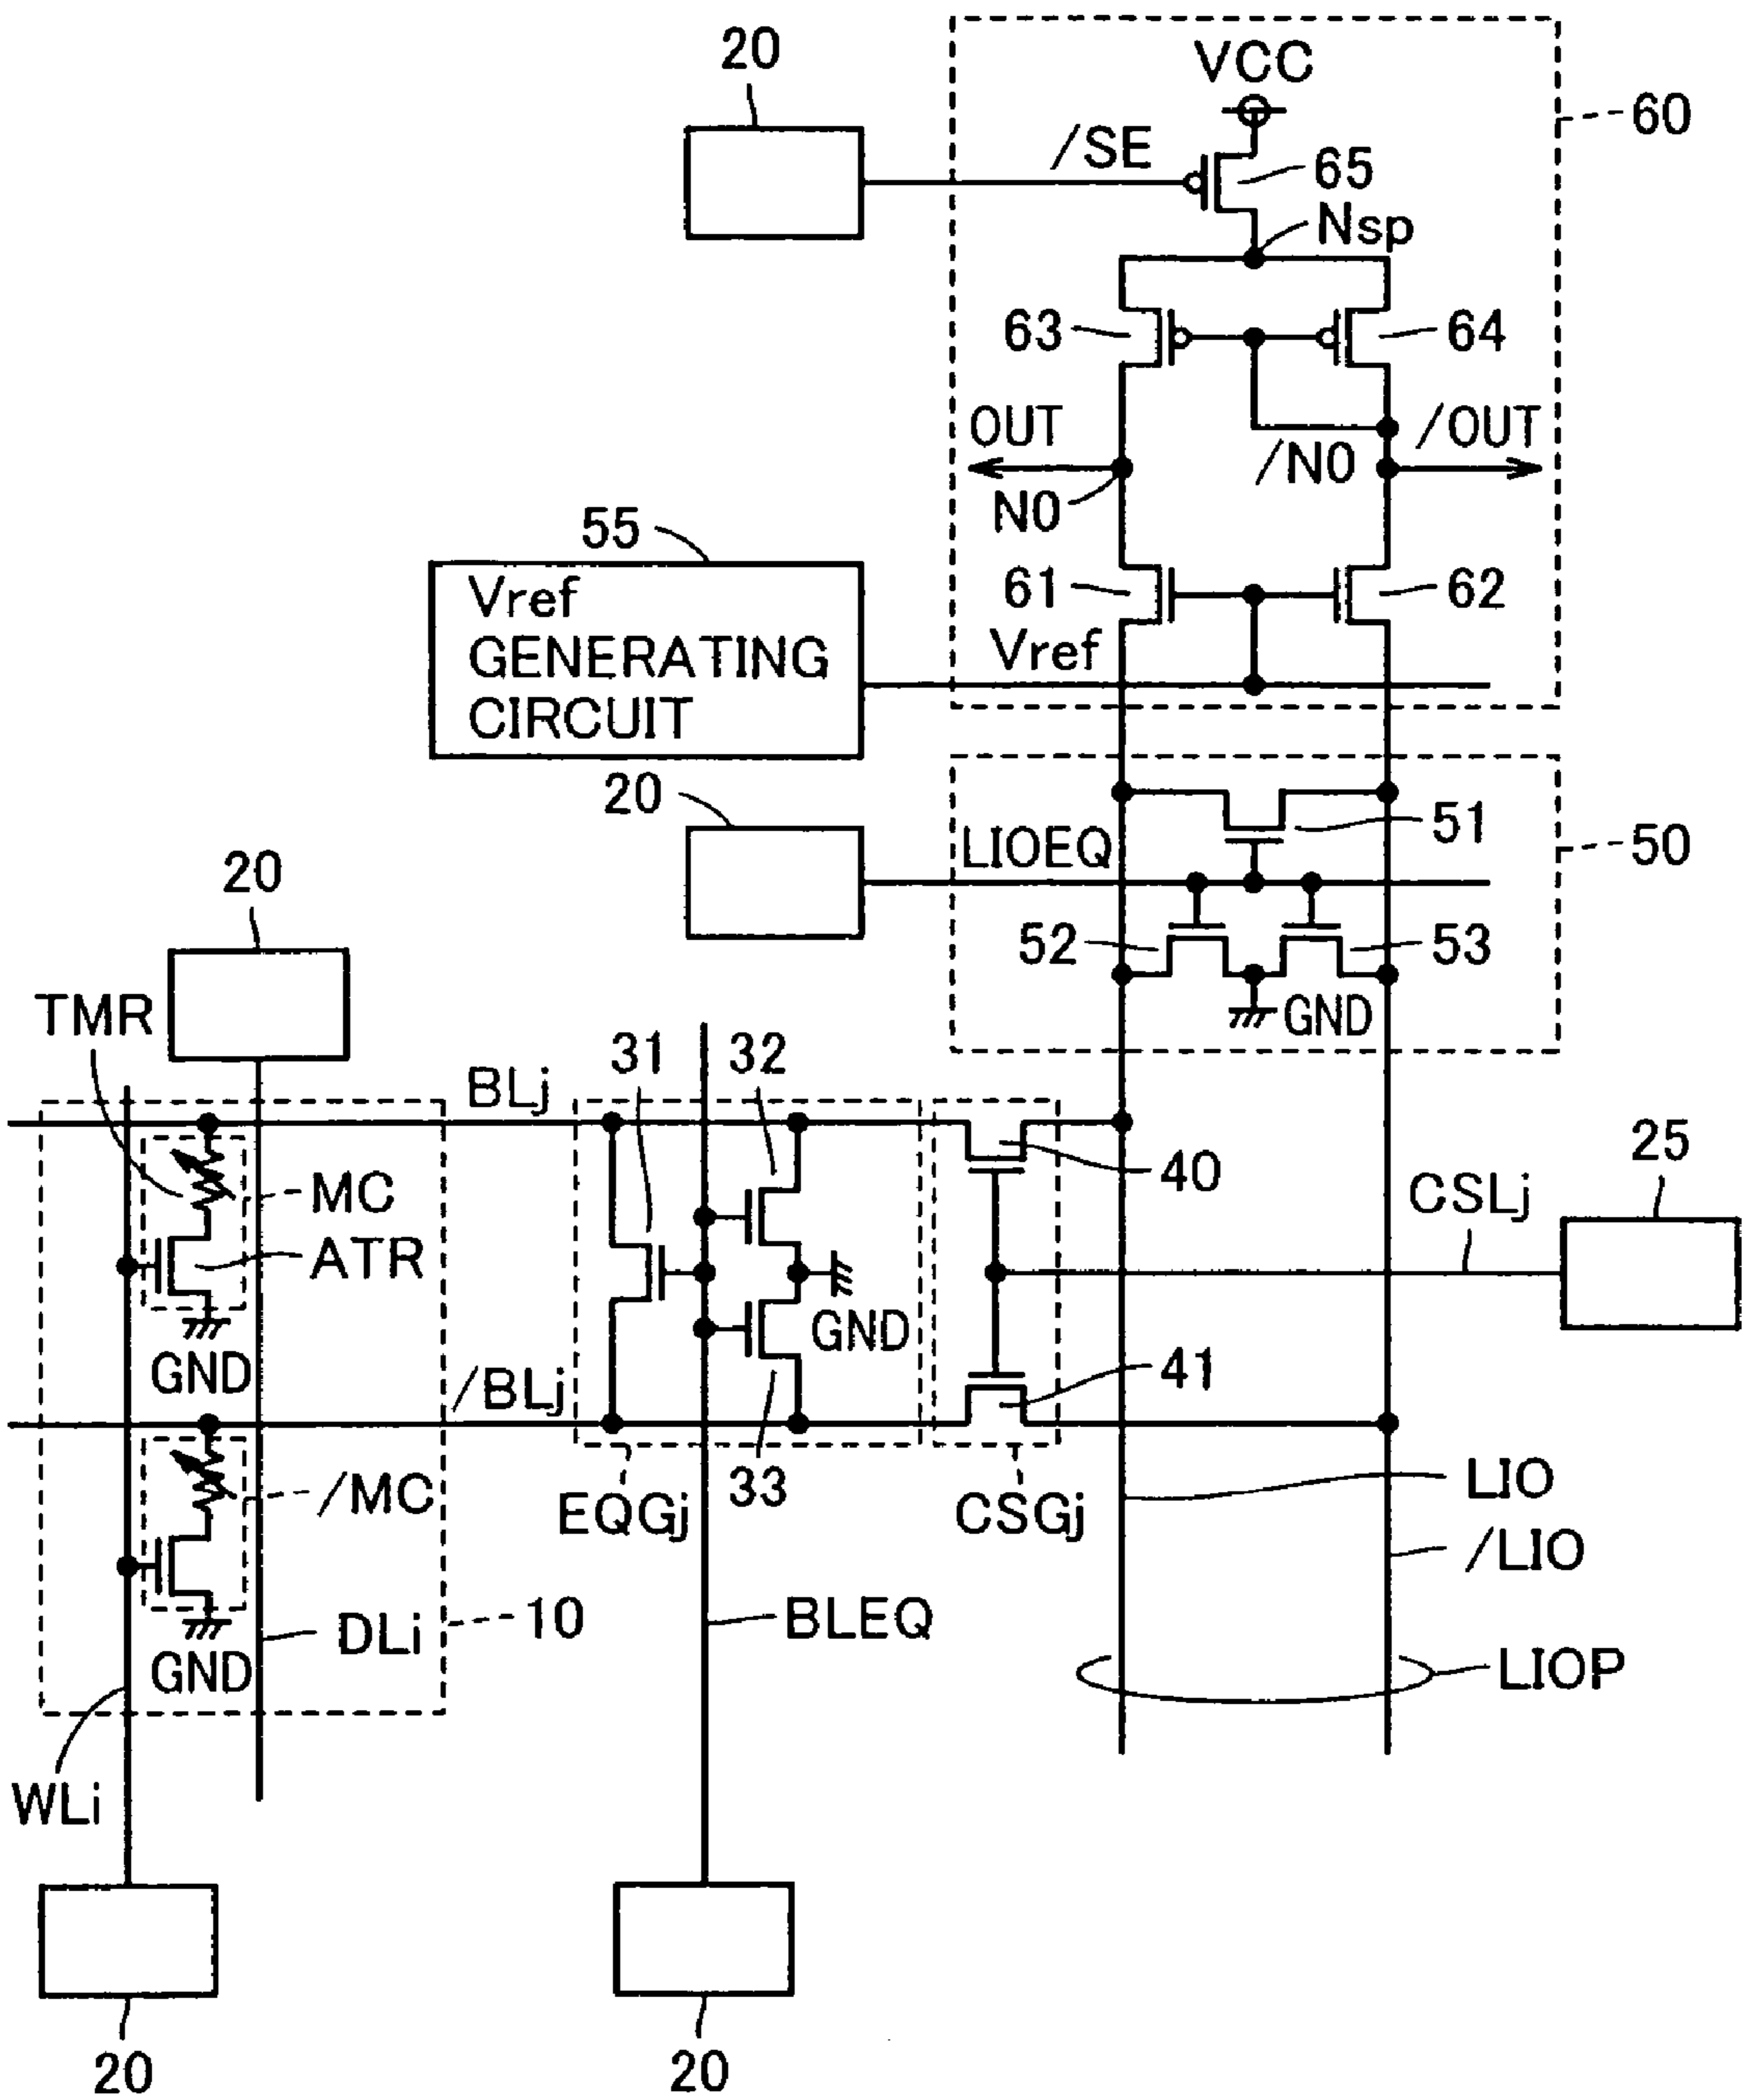 20
VCC
60
/SE
65
Nsp
63
64
OUT
/OUT
/N0
N0
55
61
62
Vref
GENERATING
CIRCUIT
Vref
20
51
LIOEQ
50
20
52
53
GND
TMR
31
32
BLj
40
25
MC
CSLj
ATR
GND
GND
41
/BLj
33
LIO
/MC
EQGj
CSGj
/LIO
10
BLEQ
DLi
GND
LIOP
WLi
20
20